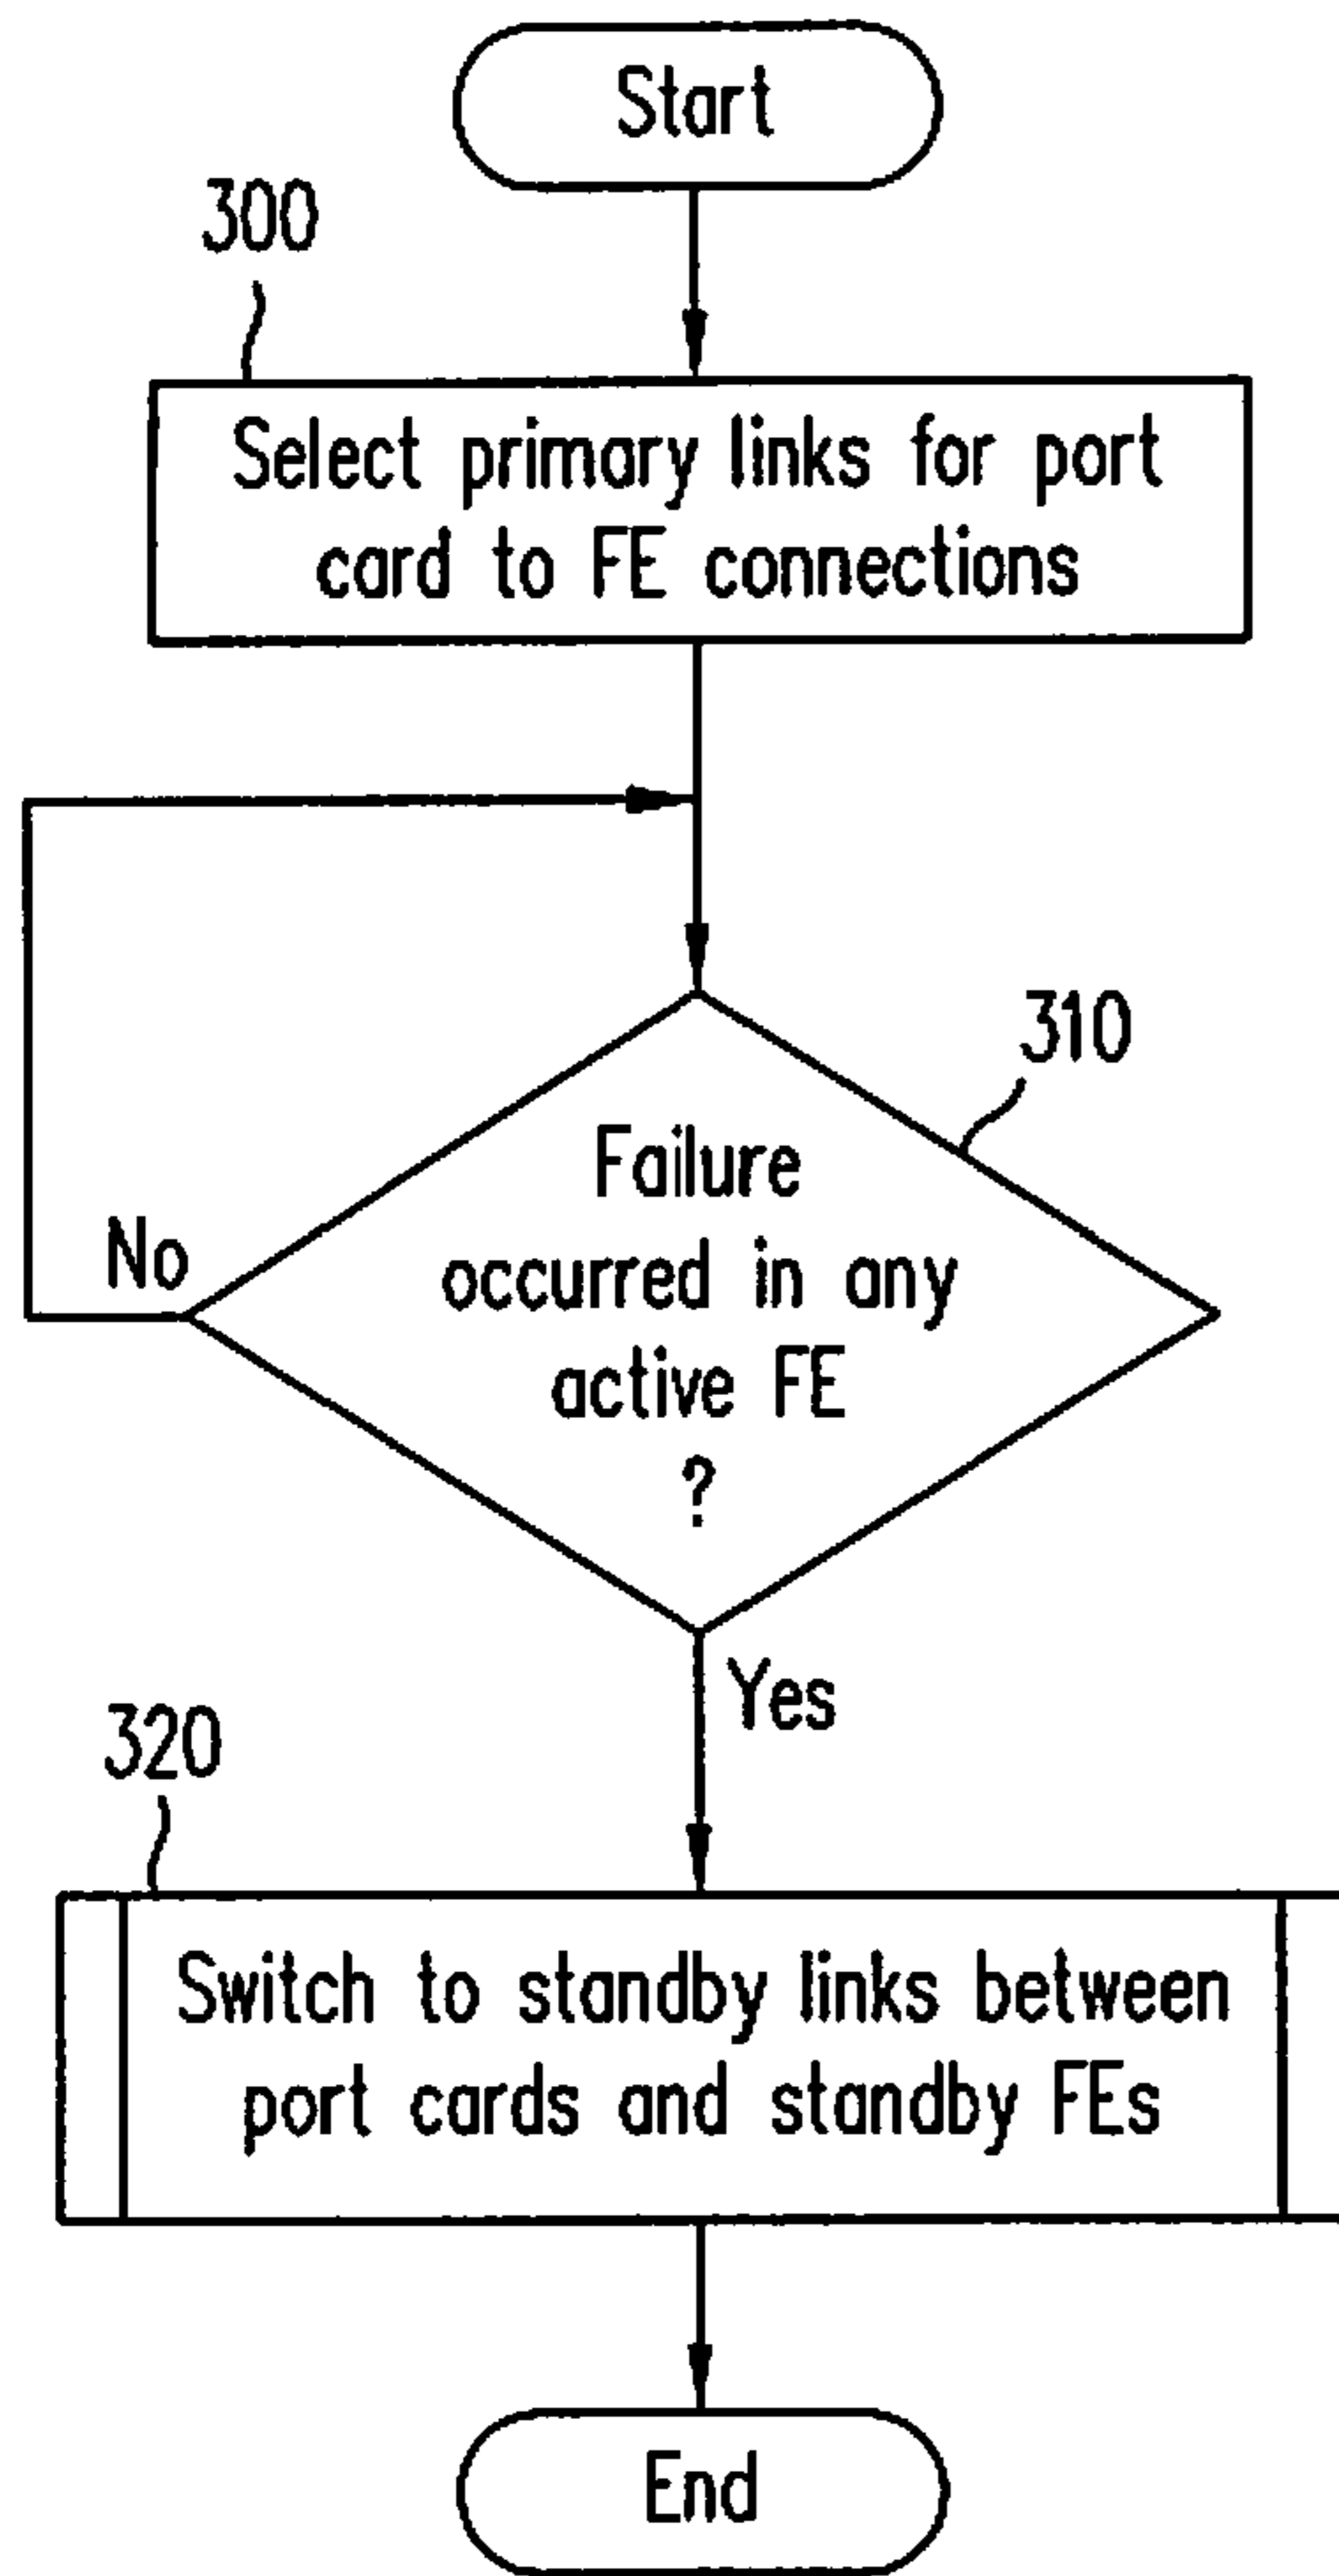 Start
300
Select primary links for port
card to FE connections
310
Failure
occurred in any
active FE
?
No
Yes
320
Switch to standby links between
port cards and standby FEs
End